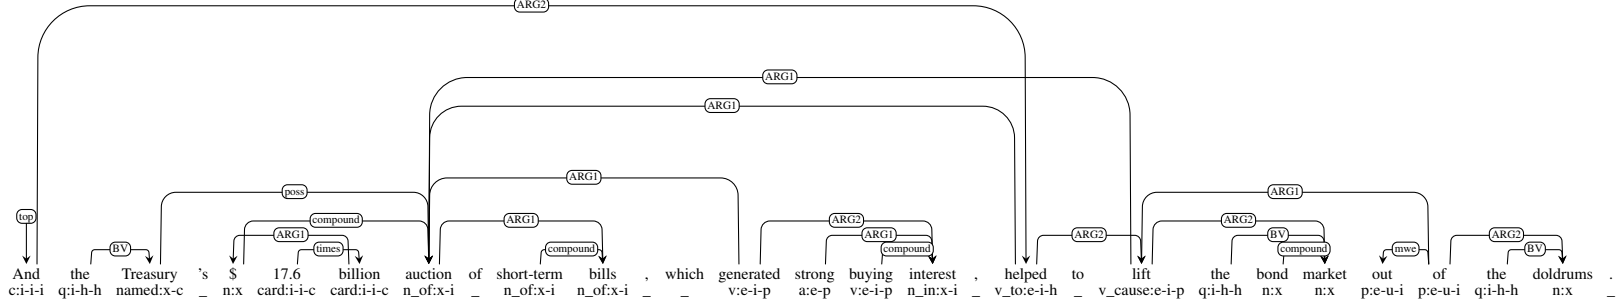 ARG2
ARG1
ARG1
ARG1
poss ARG1
top compound ARG1 ARG2 ARG2
ARG1 ARG1 ARG2 BV ARG2
BV times compound compound compound mwe BV
And the Treasury 's $ 17.6 billion auction of short-term bills , which generated strong buying interest , helped to lift the bond market out of the doldrums .
c:i-i-i q:i-h-h named:x-c _ n:x card:i-i-c card:i-i-c n_of:x-i _ n_of:x-i n_of:x-i _ _ v:e-i-p a:e-p v:e-i-p n_in:x-i _ v_to:e-i-h _ v_cause:e-i-p q:i-h-h n:x n:x p:e-u-i p:e-u-i q:i-h-h n:x _